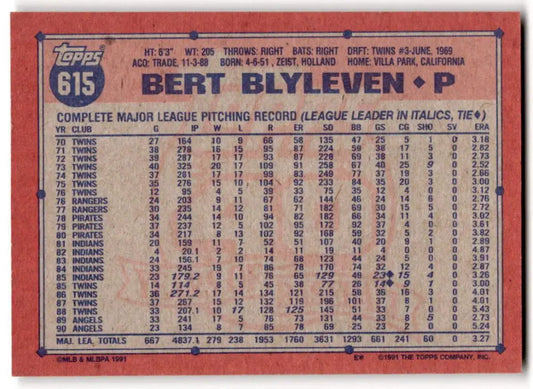 Topps
615
HT: 6'3" WT: 205 THROWS: RIGHT BATS: RIGHT DRFT: TWINS #3-JUNE, 1969
ACQ: TRADE, 11-3-88 BORN: 4-6-51, ZEIST, HOLLAND HOME: VILLA PARK, CALIFORNIA
BERT BLYLEVEN ♦ P
COMPLETE MAJOR LEAGUE PITCHING RECORD (LEAGUE LEADER IN ITALICS, TIE♦)
YR CLUB G IP W L R ER SO BB GS CG SHO SV ERA
70 TWINS 27 164 10 9 66 58 135 47 25 5 1 0 3.18
71 TWINS 38 278 16 15 95 87 224 59 38 17 5 0 2.82
72 TWINS 39 287 17 17 93 87 228 69 38 11 3 0 2.73
73 TWINS 40 325 20 17 109 91 258 67 40 25 9 0 2.52
74 TWINS 37 281 17 17 99 83 249 77 37 19 3 0 2.66
75 TWINS 35 276 15 10 104 92 233 84 35 20 3 0 3.00
76 TWINS 12 95 4 5
76 RANGERS 24 9 11 67 62 144 46 24 14 6 0 2.76
77 RANGERS 30 235 14 12 81 71 182 69 30 15 5 0 2.72
78 PIRATES 34 244 14 10 94 82 182 66 34 11 4 0 3.02
79 PIRATES 37 237 12 5 102 95 172 92 37 4 0 0 3.61
80 PIRATES 34 217 8 13 102 92 168 59 32 5 2 0 3.82
81 INDIANS 20 159 11 7 52 51 107 40 20 9 1 0 2.89
82 INDIANS 4 20.1 2 2 14 11 19 11 4 0 0 0 4.87
83 INDIANS 24 156 7 10 74 68 123 44 24 5 0 0 3.91
84 INDIANS 33 245 19 7 86 78 170 74 32 12 4 0 2.87
85 INDIANS 23 179.2 9 11 76 65 129 49 23♦ 15 4 0 3.26
85 TWINS 14 114 8 5 45 38 77 26 14♦ 9 1 0 3.00
86 TWINS 36 271.2 17 14 134 121 215 58 36 16 3 0 4.01
87 TWINS 37 267 15 12 132 119 196 101 37 8 1 0 4.01
88 TWINS 33 10 17 128 125 145 51 33 7 0 0 5.43
89 ANGELS 33 241 17 5 76 73 131 44 33 8 5 0 2.73
90 ANGELS 23 134 8 7 85 78 69 25 23 2 0 0 5.24
MAJ. LEA. TOTALS 667 4837.1 279 238 1953 1760 3631 1293 661 241 60 0 3.27
©MLB & MLBPA 1991
©1991 THE TOPPS COMPANY, INC.